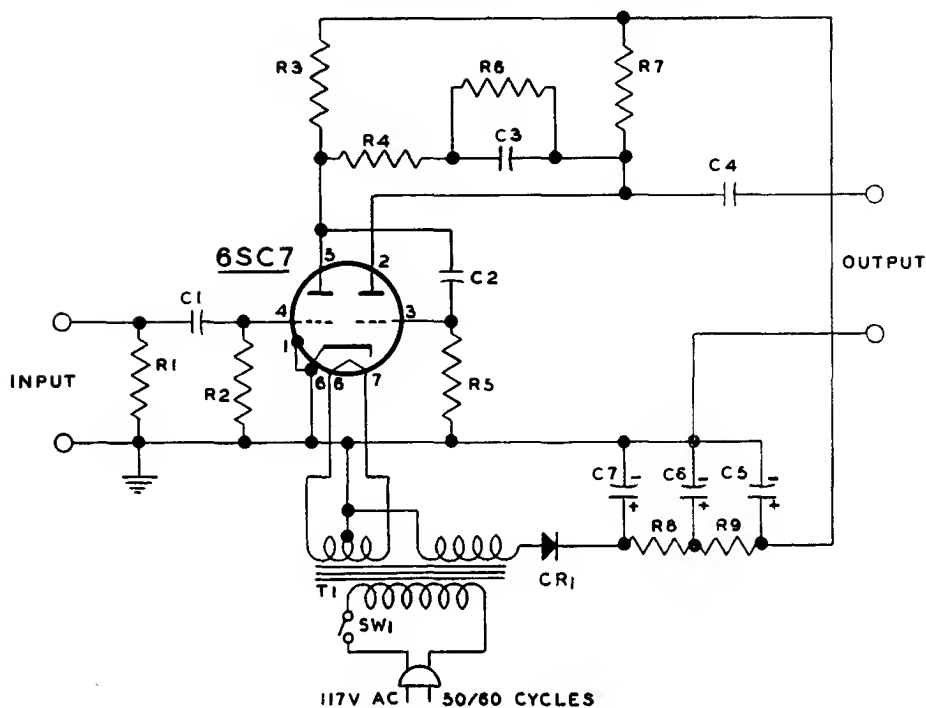 R3
R6
R7
R4
C3
C4
6SC7
5
2
C2
OUTPUT
C1
4
3
1
R1
INPUT
R2
6
8
7
R5
C7
-
+
C6
-
+
C5
-
+
R8
R9
T1
CR1
SW1
117V AC
50/60 CYCLES